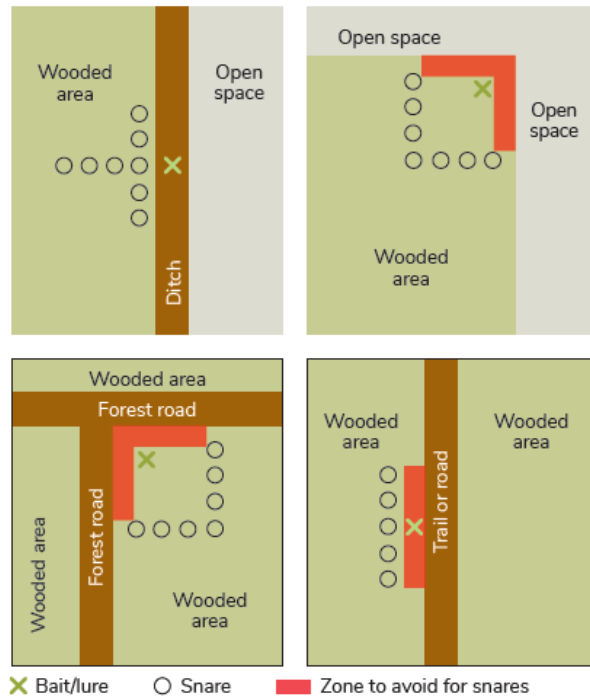 Wooded
area
Open
space
Ditch
Open space
Open
space
Wooded
area
Wooded area
Forest road
Forest road
Wooded area
Wooded
area
Wooded
area
Wooded
area
Trail or road
Bait/lure
Snare
Zone to avoid for snares